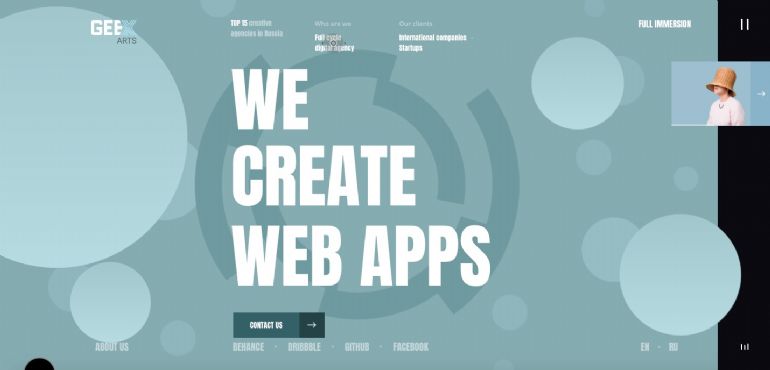 GEEX
ARTS
TOP 15 creative
agencies in Russia
Who are we
Full cycle
digital agency
Our clients
International companies
Startups
FULL IMMERSION
WE
CREATE
WEB APPS
CONTACT US
ABOUT US
BEHANCE
DRIBBBLE
GITHUB
FACEBOOK
EN - RU